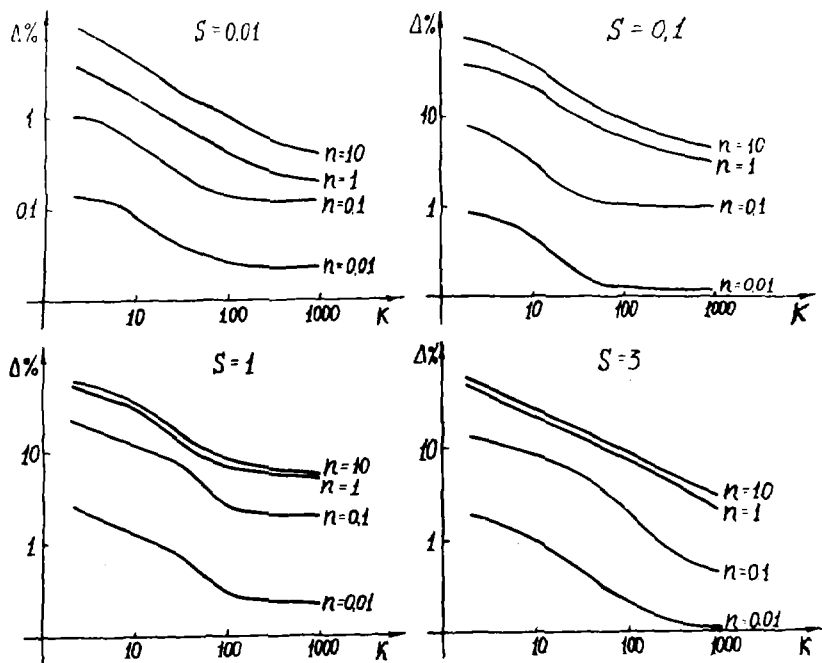 Δ%
S = 0.01
1
0,1
n=10
n=1
n=0,1
n=0,01
10
100
1000
K
Δ%
S = 0,1
10
1
n=10
n=1
n=0,1
n=0,01
10
100
1000
K
Δ%
S = 1
10
1
n=10
n=1
n=0,1
n=0,01
10
100
1000
K
Δ%
S = 3
10
1
n=10
n=1
n=0,1
n=0.01
10
100
1000
K